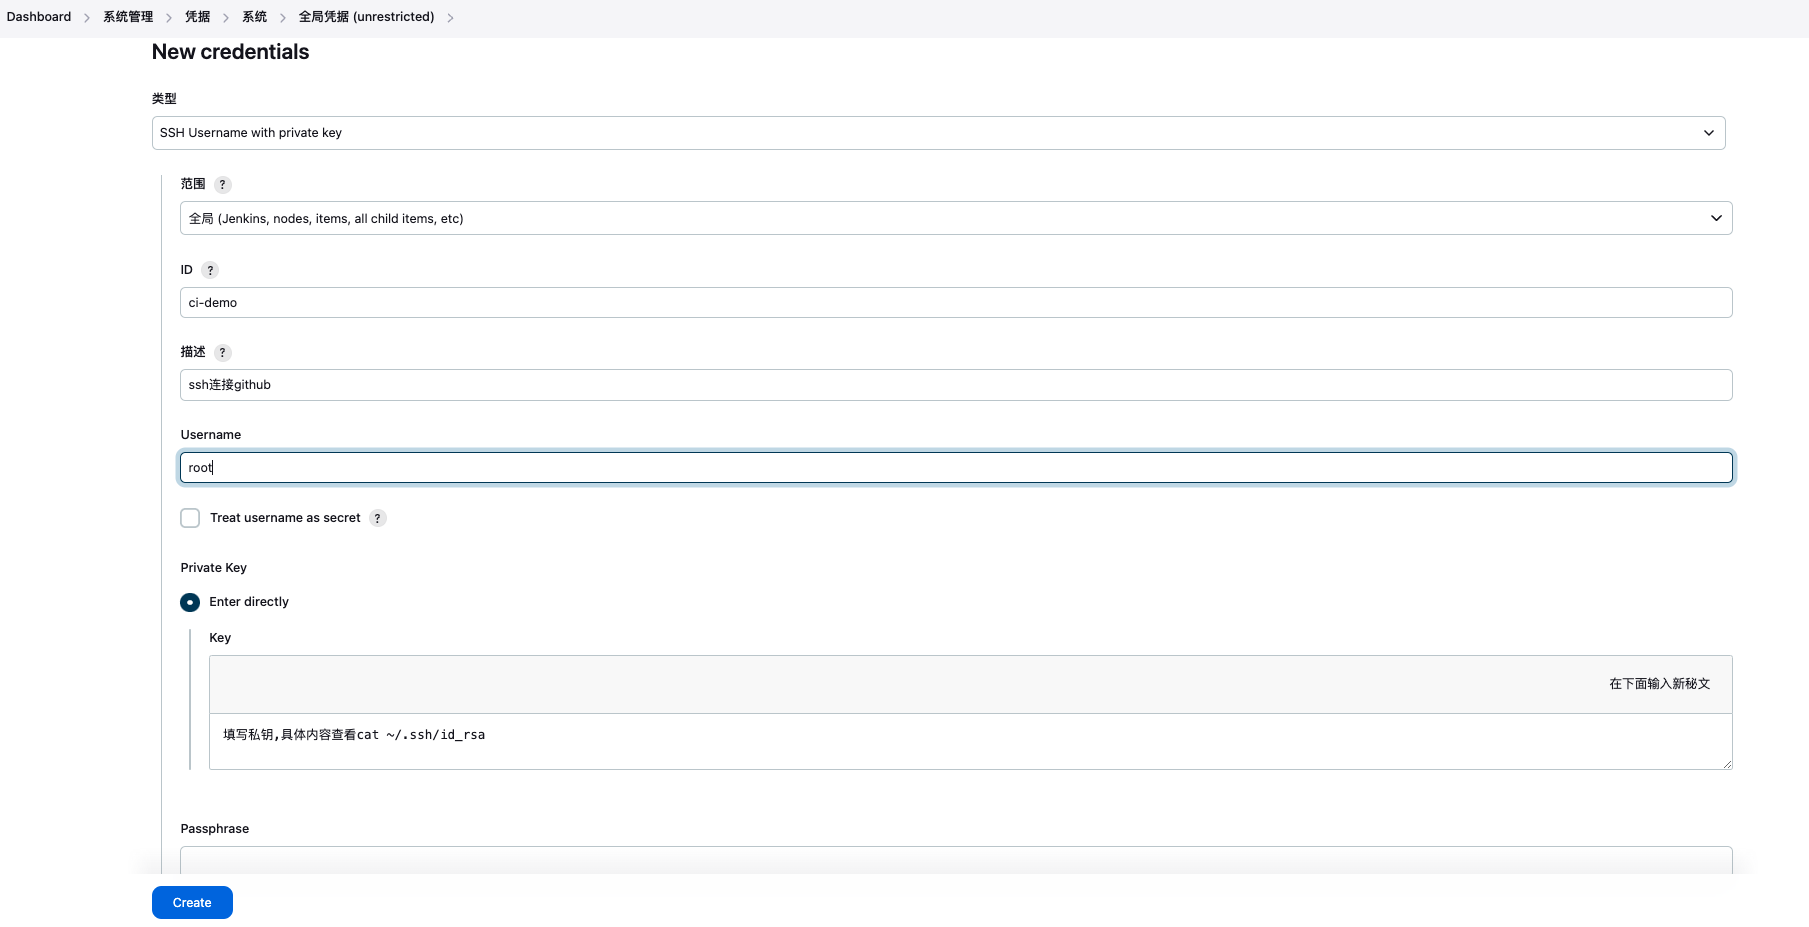 Dashboard > 系统管理 > 凭据 > 系统 > 全局凭据 (unrestricted) >
New credentials
类型
SSH Username with private key
范围 ?
全局 (Jenkins, nodes, items, all child items, etc)
ID ?
ci-demo
描述 ?
ssh连接github
Username
root
Treat username as secret ?
Private Key
Enter directly
Key
在下面输入新秘文
填写私钥,具体内容查看cat ~/.ssh/id_rsa
Passphrase
Create